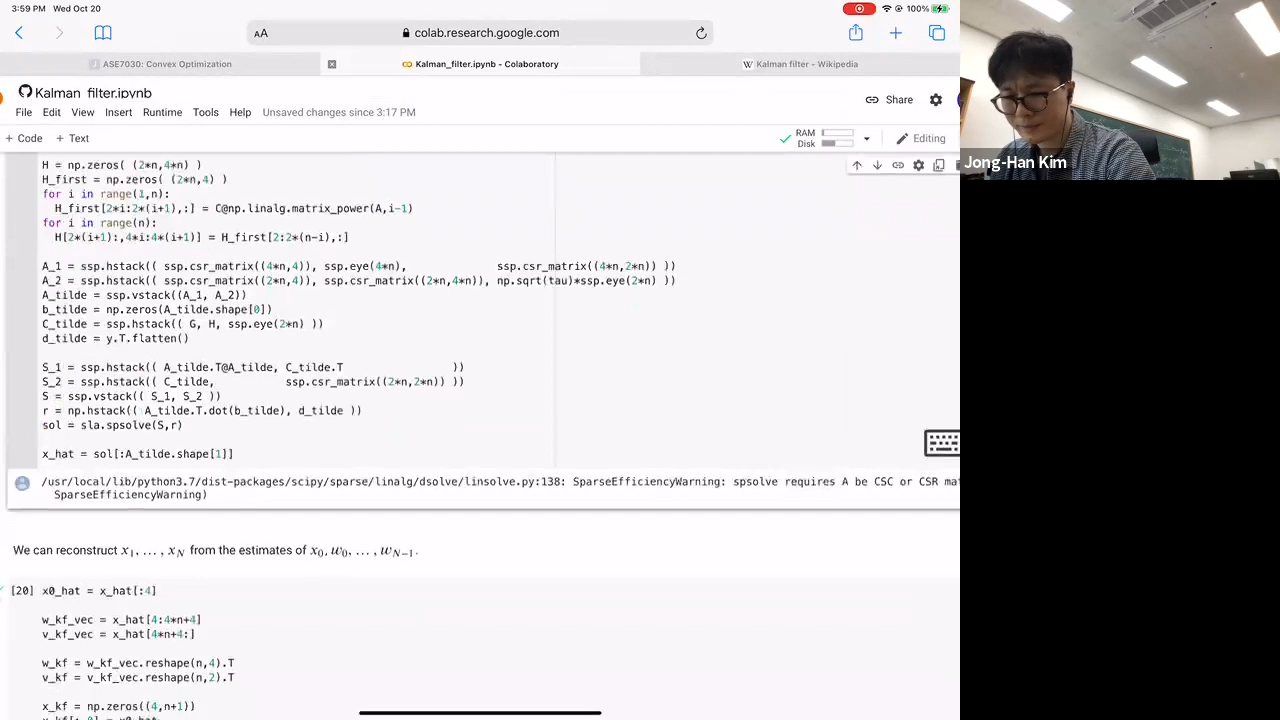 3:59 PM Wed Oct 20
100%
AA colab.research.google.com
ASE7030: Convex Optimization
Kalman_filter.ipynb - Colaboratory
Kalman filter - Wikipedia
Kalman_filter.ipynb
Share
File Edit View Insert Runtime Tools Help Unsaved changes since 3:17 PM
+ Code + Text
RAM
Disk
Editing
H = np.zeros( (2*n,4*n) )
H_first = np.zeros( (2*n,4) )
for i in range(1,n):
H_first[2*i:2*(i+1),:] = C@np.linalg.matrix_power(A,i-1)
for i in range(n):
H[2*(i+1):,4*i:4*(i+1)] = H_first[2:2*(n-i),:]
A_1 = ssp.hstack(( ssp.csr_matrix((4*n,4)), ssp.eye(4*n), ssp.csr_matrix((4*n,2*n)) ))
A_2 = ssp.hstack(( ssp.csr_matrix((2*n,4)), ssp.csr_matrix((2*n,4*n)), np.sqrt(tau)*ssp.eye(2*n) ))
A_tilde = ssp.vstack((A_1, A_2))
b_tilde = np.zeros(A_tilde.shape[0])
C_tilde = ssp.hstack(( G, H, ssp.eye(2*n) ))
d_tilde = y.T.flatten()
S_1 = ssp.hstack(( A_tilde.T@A_tilde, C_tilde.T ))
S_2 = ssp.hstack(( C_tilde, ssp.csr_matrix((2*n,2*n)) ))
S = ssp.vstack(( S_1, S_2 ))
r = np.hstack(( A_tilde.T.dot(b_tilde), d_tilde ))
sol = sla.spsolve(S,r)
x_hat = sol[:A_tilde.shape[1]]
/usr/local/lib/python3.7/dist-packages/scipy/sparse/linalg/dsolve/linsolve.py:138: SparseEfficiencyWarning: spsolve requires A be CSC or CSR mat
SparseEfficiencyWarning)
We can reconstruct x₁, … , x_N from the estimates of x₀, w₀, … , w_{N−1}.
[20] x0_hat = x_hat[:4]
w_kf_vec = x_hat[4:4*n+4]
v_kf_vec = x_hat[4*n+4:]
w_kf = w_kf_vec.reshape(n,4).T
v_kf = v_kf_vec.reshape(n,2).T
x_kf = np.zeros((4,n+1))
x_kf[:,0] = x0_hat
Jong-Han Kim